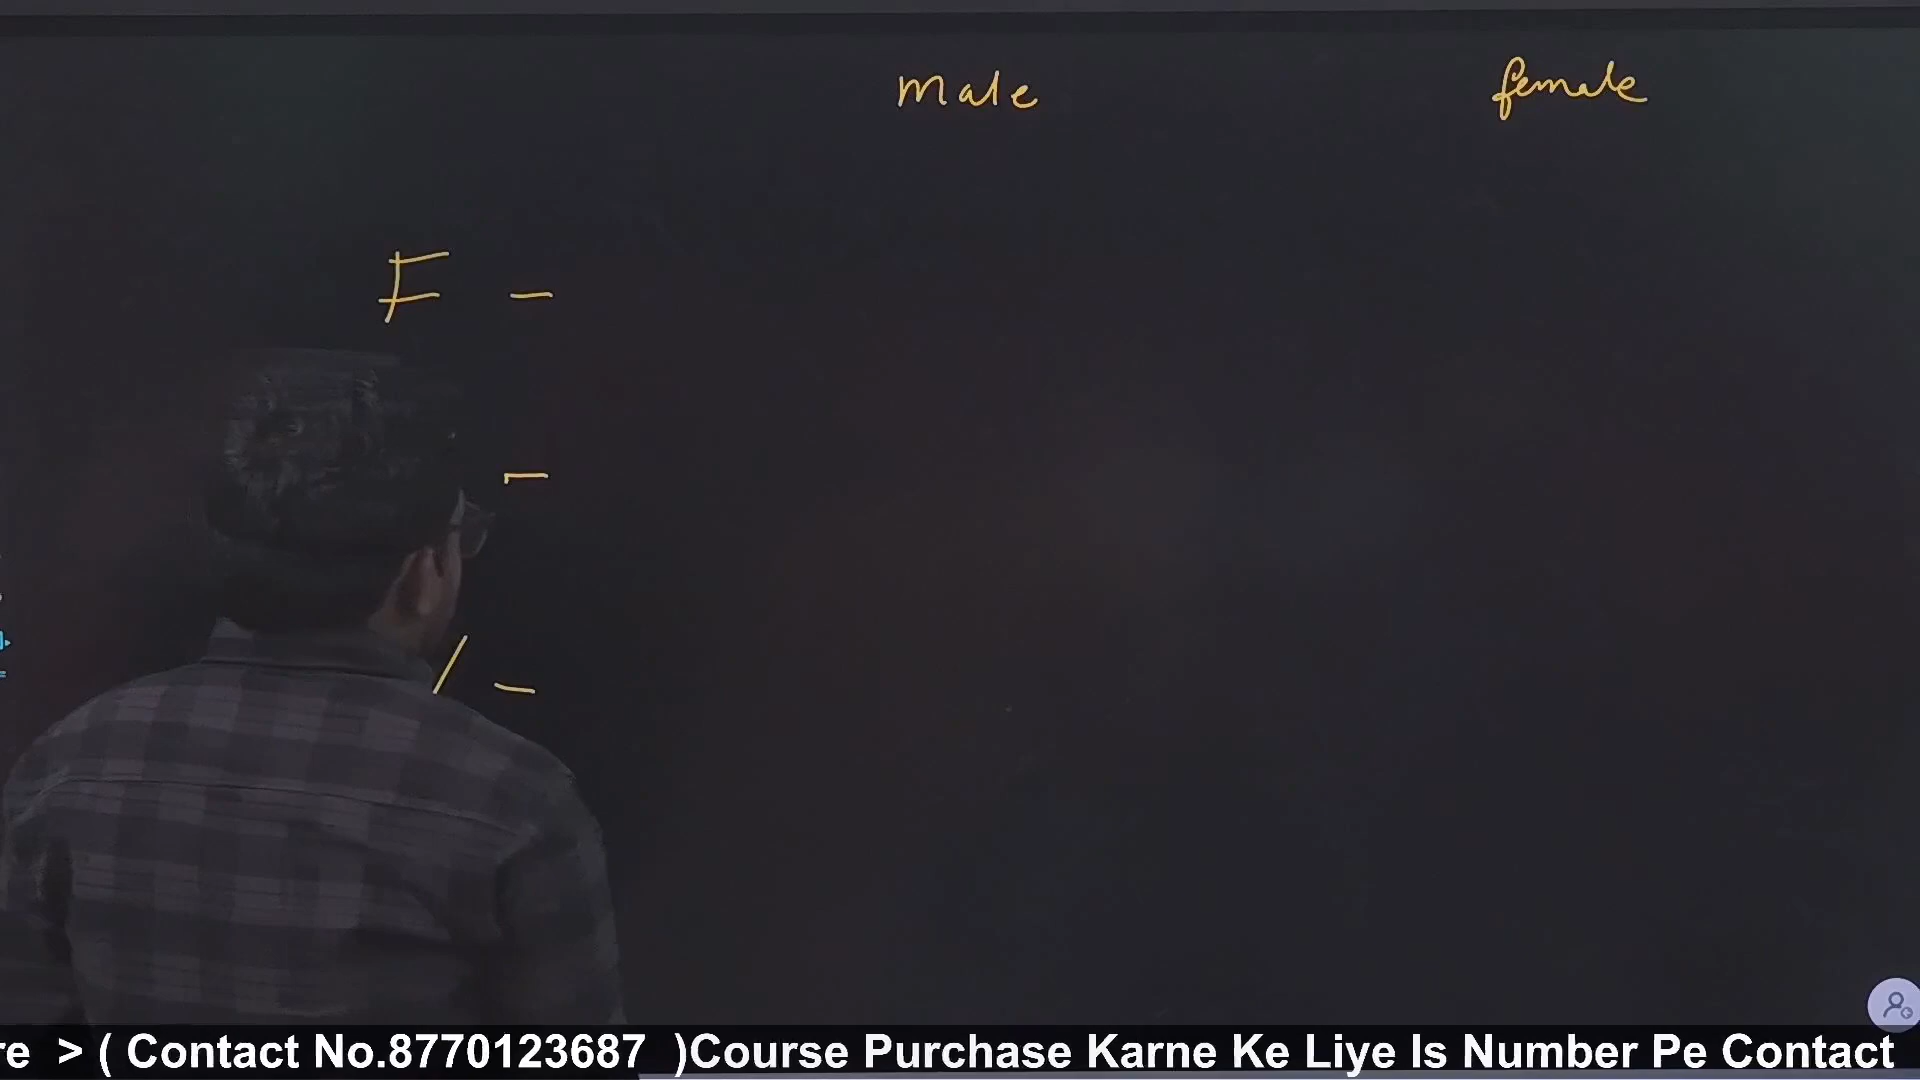 Male female
F -
-
/ -
re > ( Contact No.8770123687 )Course Purchase Karne Ke Liye Is Number Pe Contact